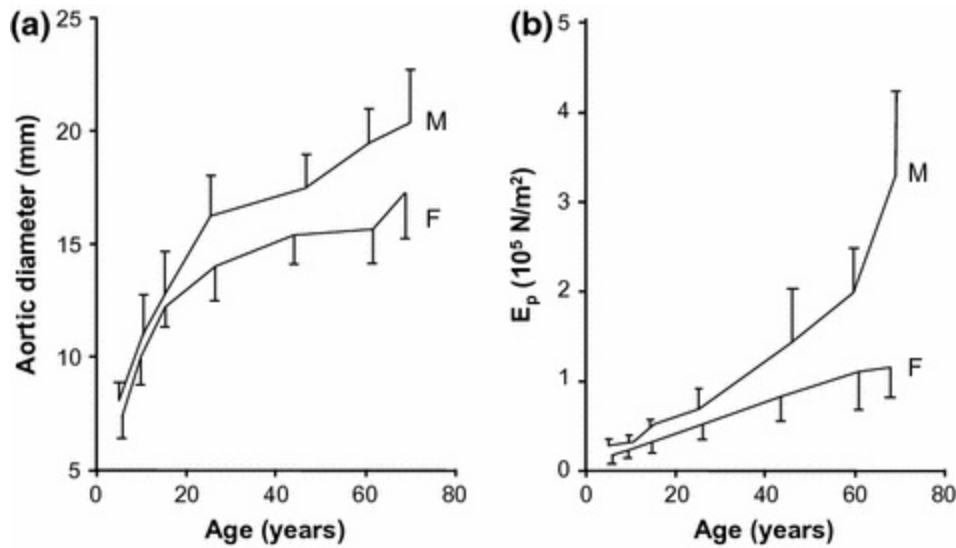 (a)
25
20
15
10
5
Aortic diameter (mm)
M
F
0 20 40 60 80
Age (years)
(b)
5
4
3
2
1
0
Eₚ (10⁵ N/m²)
M
F
0 20 40 60 80
Age (years)